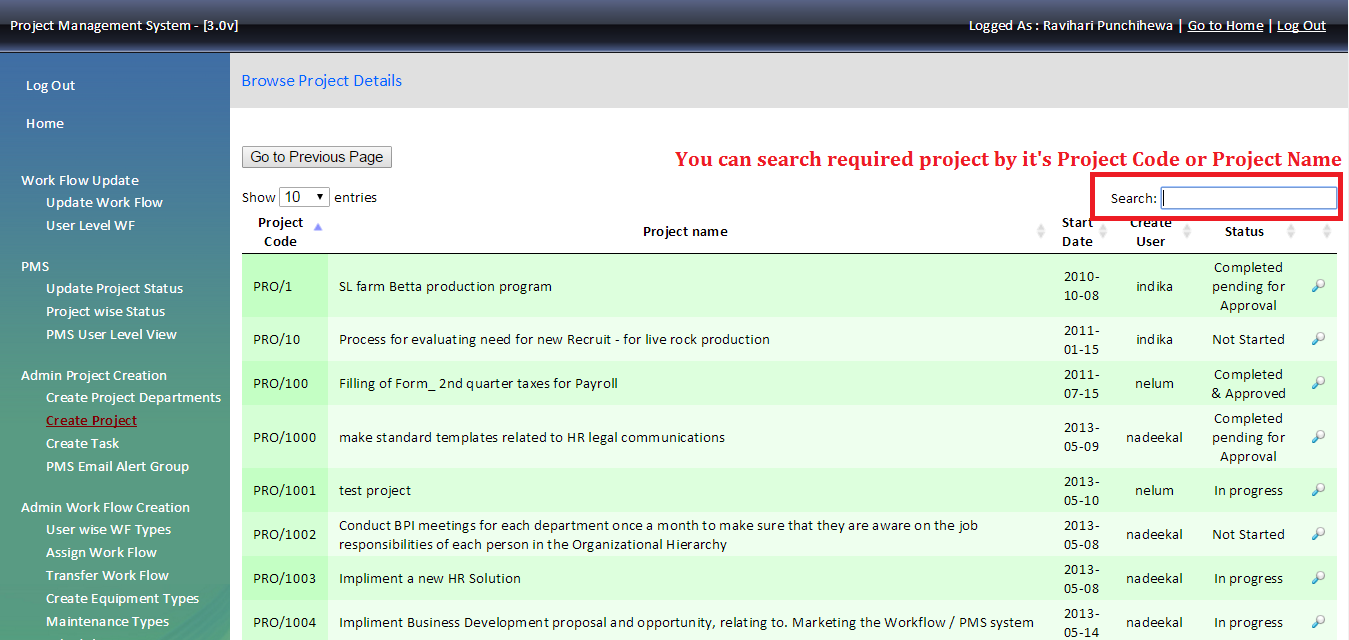 Project Management System - [3.0v]
Logged As : Ravihari Punchihewa | Go to Home | Log Out
Log Out
Home
Work Flow Update
Update Work Flow
User Level WF
PMS
Update Project Status
Project wise Status
PMS User Level View
Admin Project Creation
Create Project Departments
Create Project
Create Task
PMS Email Alert Group
Admin Work Flow Creation
User wise WF Types
Assign Work Flow
Transfer Work Flow
Create Equipment Types
Maintenance Types
Browse Project Details
Go to Previous Page
You can search required project by it's Project Code or Project Name
Show 10 entries
Search:
Project
Code
Project name
Start
Date
Create
User
Status
PRO/1
SL farm Betta production program
2010-
10-08
indika
Completed
pending for
Approval
PRO/10
Process for evaluating need for new Recruit - for live rock production
2011-
01-15
indika
Not Started
PRO/100
Filling of Form_ 2nd quarter taxes for Payroll
2011-
07-15
nelum
Completed
& Approved
PRO/1000
make standard templates related to HR legal communications
2013-
05-09
nadeekal
Completed
pending for
Approval
PRO/1001
test project
2013-
05-10
nelum
In progress
PRO/1002
Conduct BPI meetings for each department once a month to make sure that they are aware on the job
responsibilities of each person in the Organizational Hierarchy
2013-
05-08
nadeekal
Not Started
PRO/1003
Impliment a new HR Solution
2013-
05-08
nadeekal
In progress
PRO/1004
Impliment Business Development proposal and opportunity, relating to. Marketing the Workflow / PMS system
2013-
05-14
nadeekal
In progress